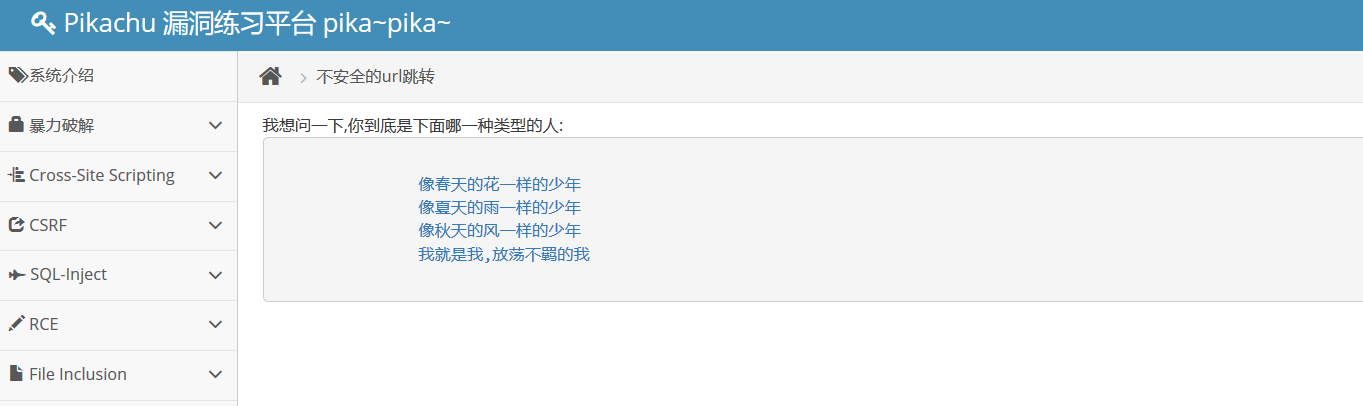 Pikachu 漏洞练习平台 pika~pika~
系统介绍
暴力破解
Cross-Site Scripting
CSRF
SQL-Inject
RCE
File Inclusion
不安全的url跳转
我想问一下,你到底是下面哪一种类型的人:
像春天的花一样的少年
像夏天的雨一样的少年
像秋天的风一样的少年
我就是我,放荡不羁的我